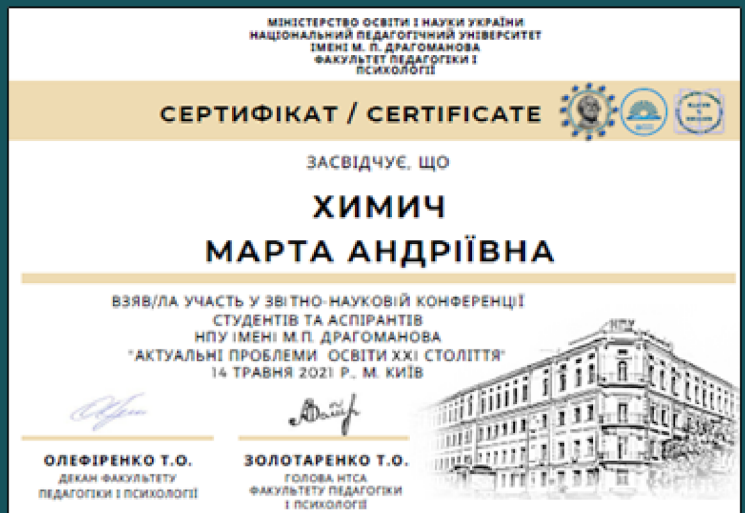 МІНІСТЕРСТВО ОСВІТИ І НАУКИ УКРАЇНИ
НАЦІОНАЛЬНИЙ ПЕДАГОГІЧНИЙ УНІВЕРСИТЕТ
ІМЕНІ М. П. ДРАГОМАНОВА
ФАКУЛЬТЕТ ПЕДАГОГІКИ І
ПСИХОЛОГІЇ
СЕРТИФІКАТ / CERTIFICATE
ЗАСВІДЧУЄ, ЩО
ХИМИЧ
МАРТА АНДРІЇВНА
ВЗЯВ/ЛА УЧАСТЬ У ЗВІТНО-НАУКОВІЙ КОНФЕРЕНЦІЇ
СТУДЕНТІВ ТА АСПІРАНТІВ
НПУ ІМЕНІ М.П. ДРАГОМАНОВА
"АКТУАЛЬНІ ПРОБЛЕМИ ОСВІТИ XXI СТОЛІТТЯ"
14 ТРАВНЯ 2021 Р., М. КИЇВ
НПУ
ОЛЕФІРЕНКО Т.О.
ДЕКАН ФАКУЛЬТЕТУ
ПЕДАГОГІКИ І ПСИХОЛОГІЇ
ЗОЛОТАРЕНКО Т.О.
ГОЛОВА НТСА
ФАКУЛЬТЕТУ ПЕДАГОГІКИ
І ПСИХОЛОГІЇ